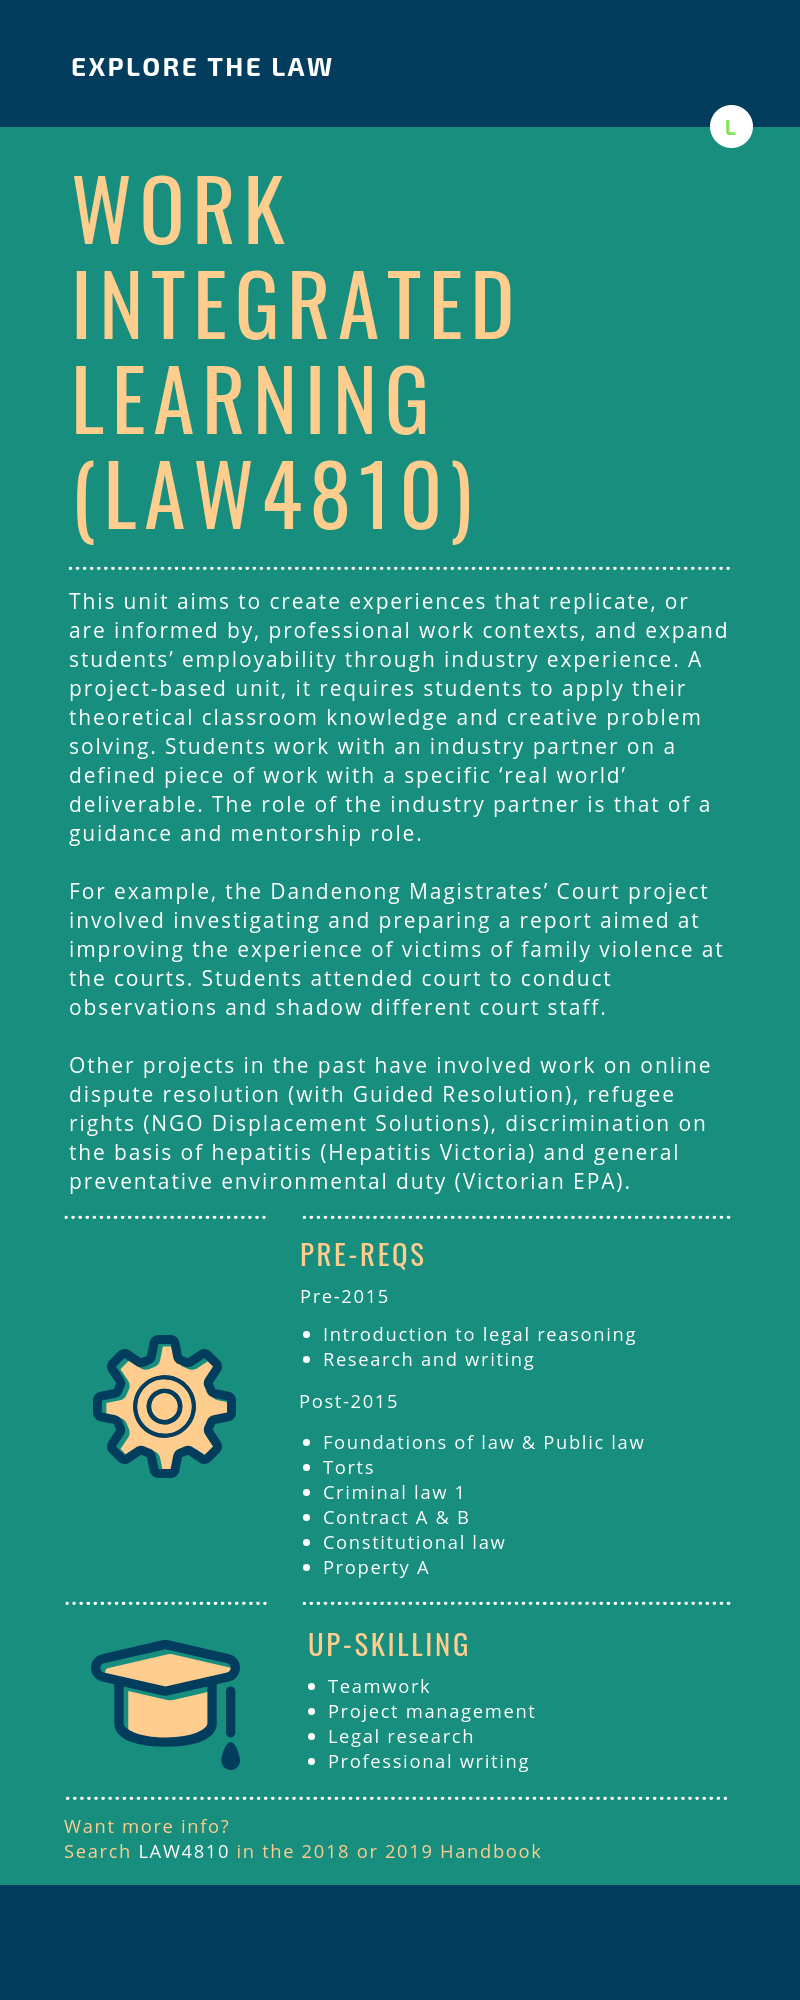 EXPLORE THE LAW
L
WORK
INTEGRATED
LEARNING
(LAW4810)
This unit aims to create experiences that replicate, or
are informed by, professional work contexts, and expand
students’ employability through industry experience. A
project-based unit, it requires students to apply their
theoretical classroom knowledge and creative problem
solving. Students work with an industry partner on a
defined piece of work with a specific ‘real world’
deliverable. The role of the industry partner is that of a
guidance and mentorship role.
For example, the Dandenong Magistrates’ Court project
involved investigating and preparing a report aimed at
improving the experience of victims of family violence at
the courts. Students attended court to conduct
observations and shadow different court staff.
Other projects in the past have involved work on online
dispute resolution (with Guided Resolution), refugee
rights (NGO Displacement Solutions), discrimination on
the basis of hepatitis (Hepatitis Victoria) and general
preventative environmental duty (Victorian EPA).
PRE-REQS
Pre-2015
• Introduction to legal reasoning
• Research and writing
Post-2015
• Foundations of law & Public law
• Torts
• Criminal law 1
• Contract A & B
• Constitutional law
• Property A
UP-SKILLING
• Teamwork
• Project management
• Legal research
• Professional writing
Want more info?
Search LAW4810 in the 2018 or 2019 Handbook